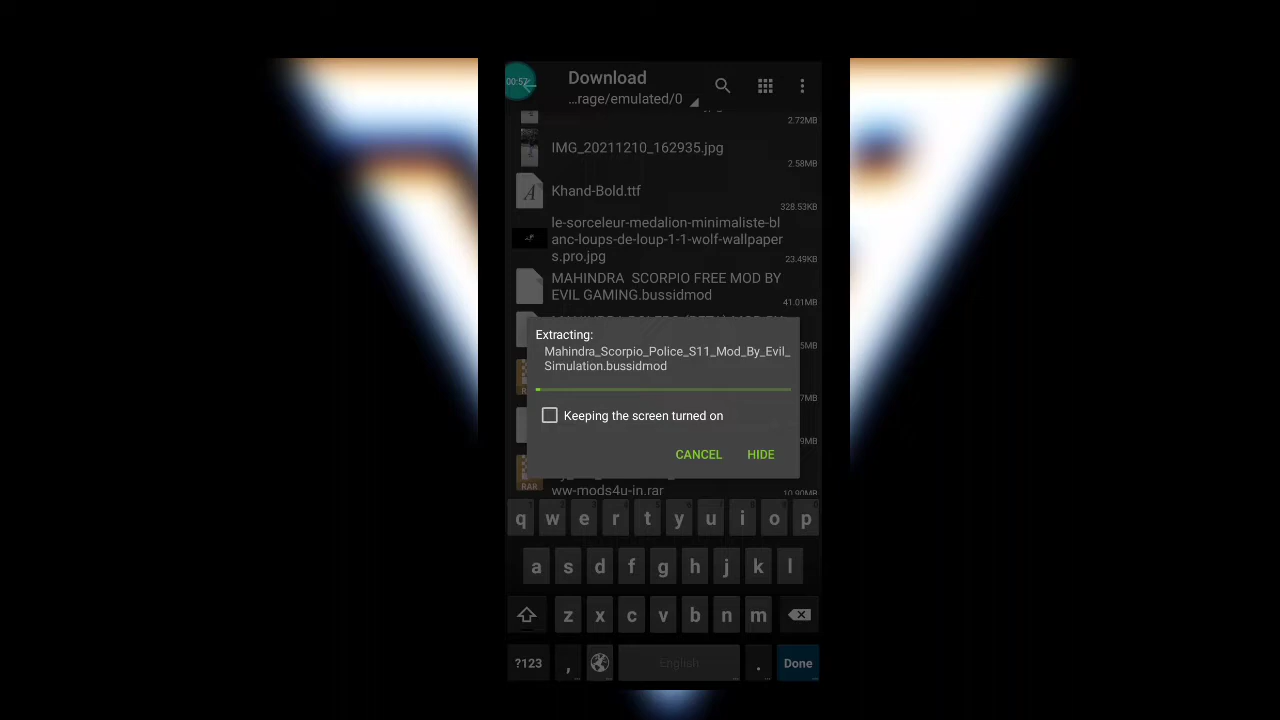 00:57
Download
...rage/emulated/0
2.72MB
IMG_20211210_162935.jpg
2.58MB
Khand-Bold.ttf
328.53KB
le-sorceleur-medalion-minimaliste-bl
anc-loups-de-loup-1-1-wolf-wallpaper
s.pro.jpg
23.49KB
MAHINDRA SCORPIO FREE MOD BY
EVIL GAMING.bussidmod
41.01MB
Extracting:
Mahindra_Scorpio_Police_S11_Mod_By_Evil_
Simulation.bussidmod
Keeping the screen turned on
CANCEL HIDE
RAR
ww-mods4u-in.rar
10.90MB
q w e r t y u i o p
a s d f g h j k l
z x c v b n m
?123 , English . Done